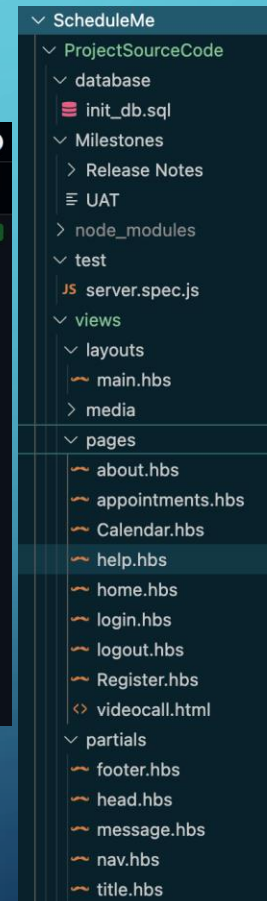 ScheduleMe
ProjectSourceCode
database
init_db.sql
Milestones
Release Notes
UAT
node_modules
test
JS server.spec.js
views
layouts
main.hbs
media
pages
about.hbs
appointments.hbs
Calendar.hbs
help.hbs
home.hbs
login.hbs
logout.hbs
Register.hbs
videocall.html
partials
footer.hbs
head.hbs
message.hbs
nav.hbs
title.hbs